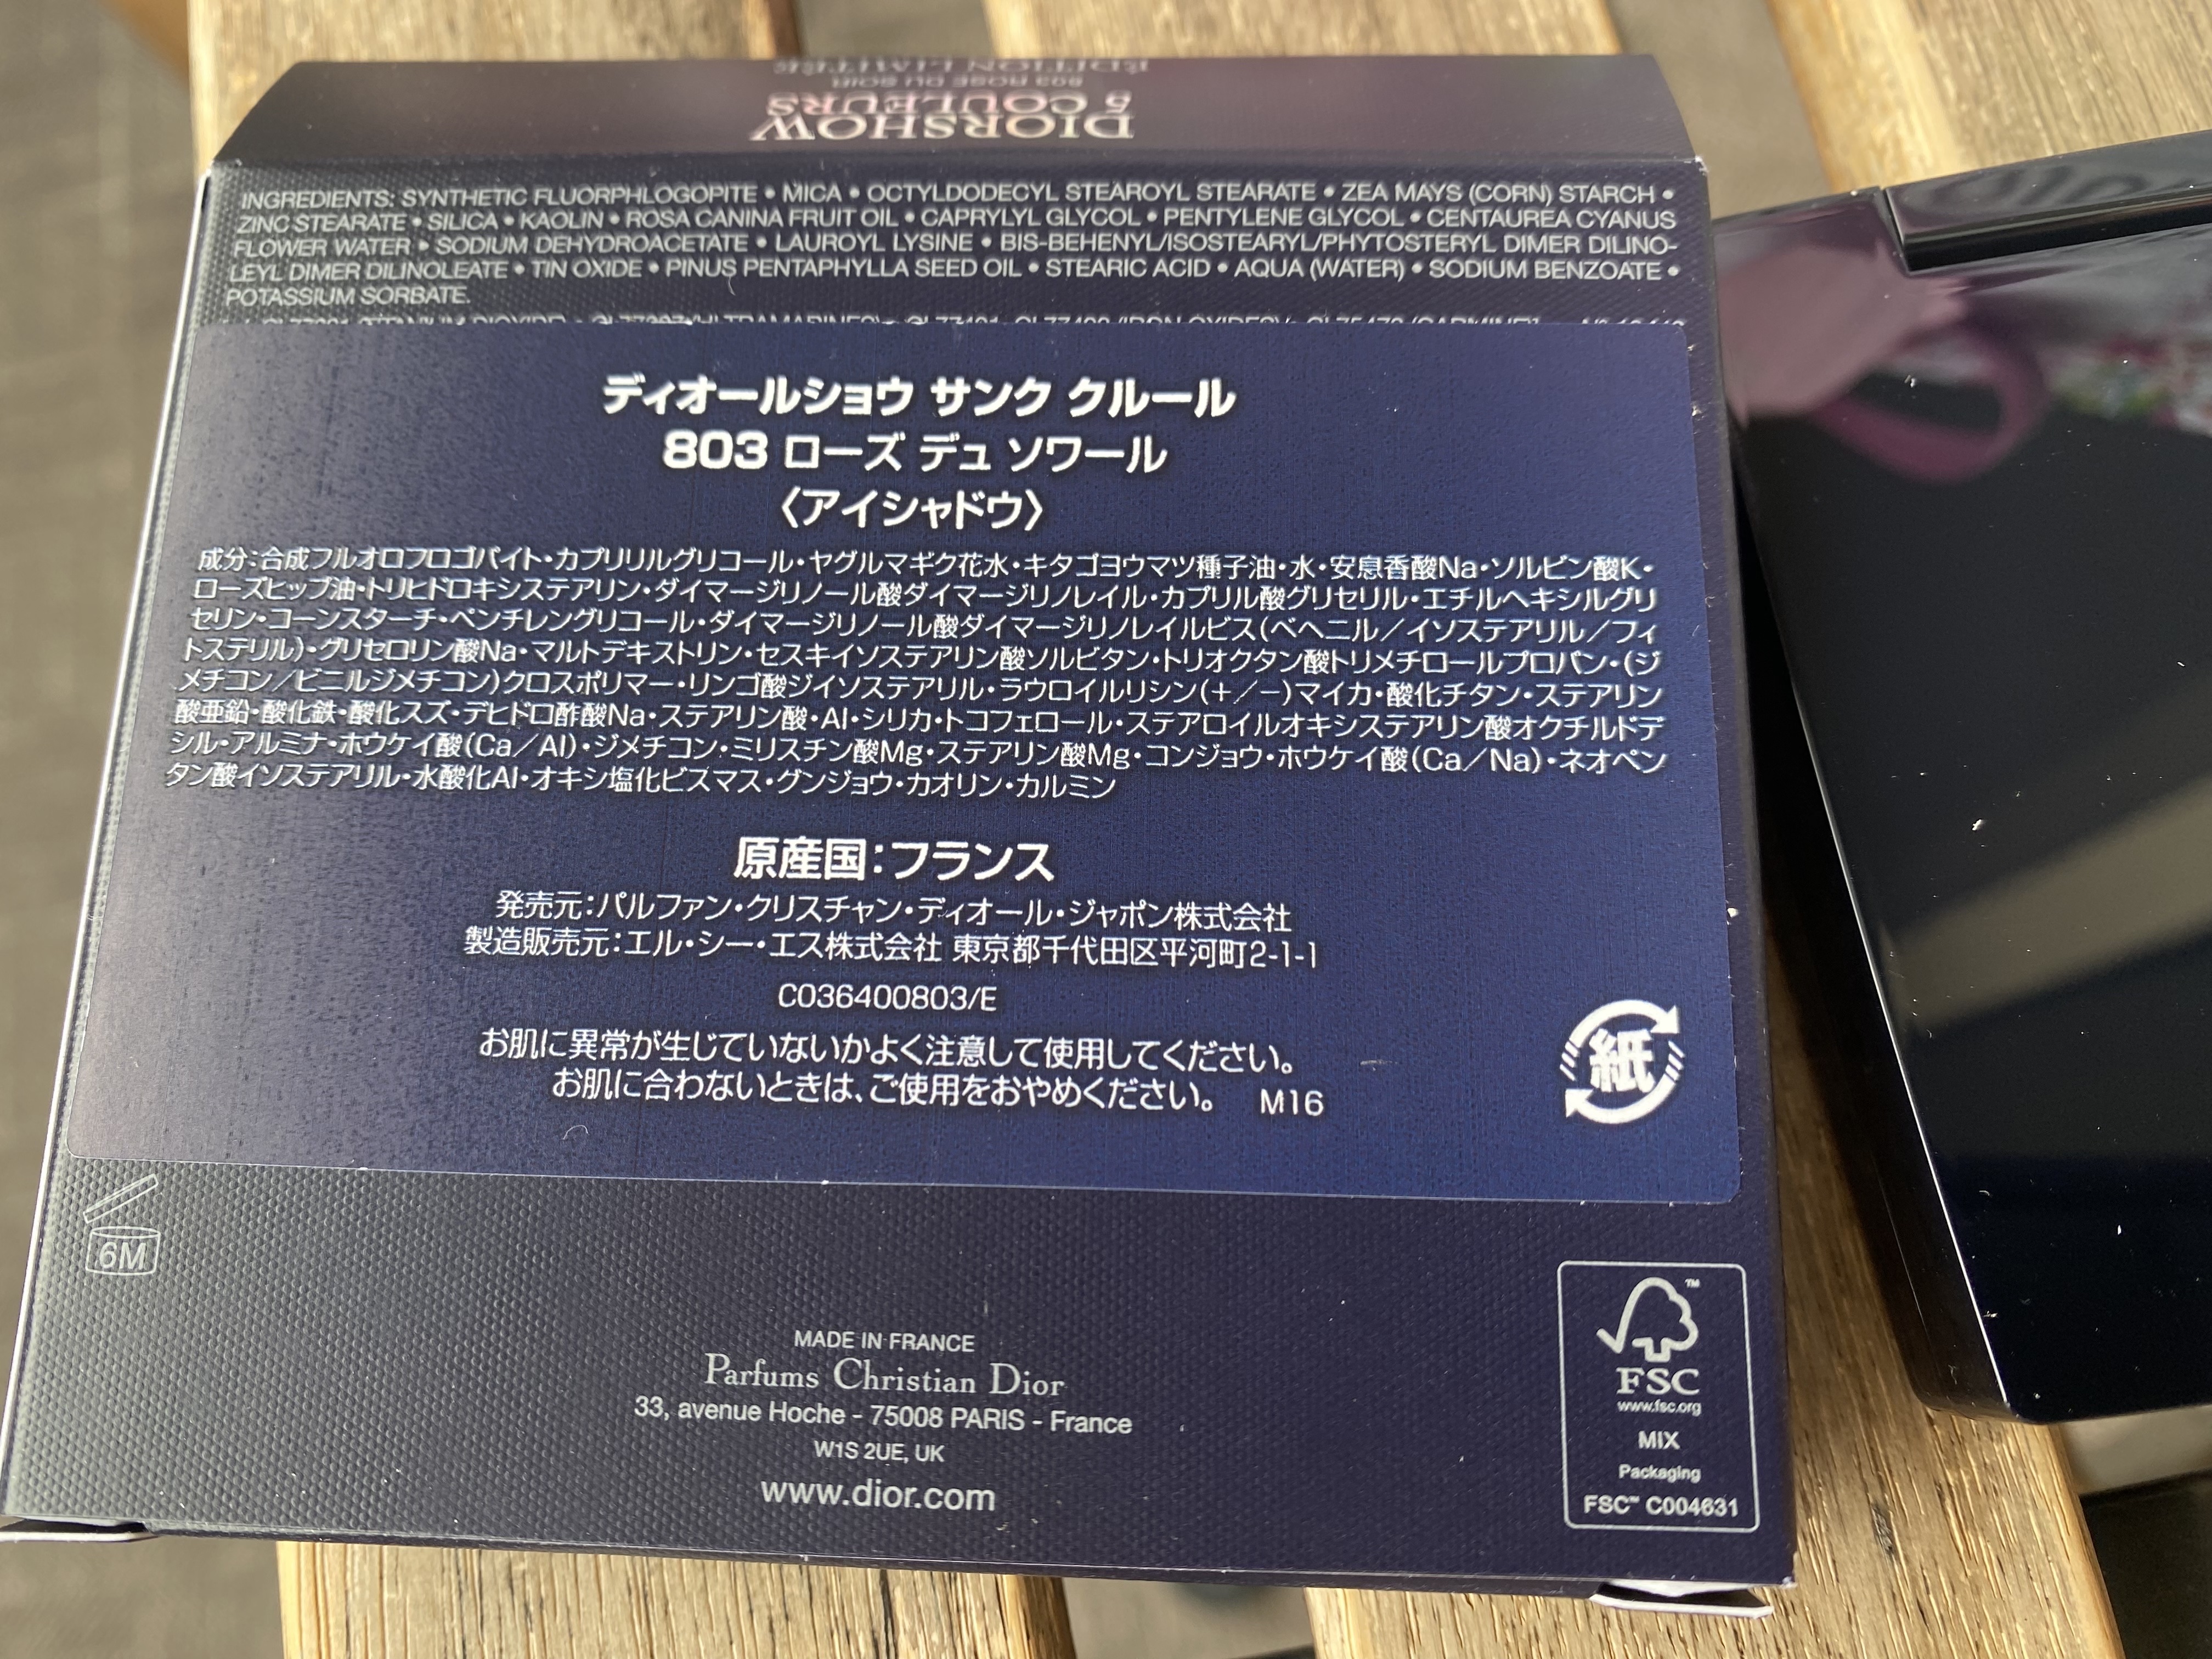 DIORSHOW
5 COULEURS
803 ROSE DU SOIR
ÉDITION LIMITÉE
INGREDIENTS: SYNTHETIC FLUORPHLOGOPITE • MICA • OCTYLDODECYL STEAROYL STEARATE • ZEA MAYS (CORN) STARCH •
ZINC STEARATE • SILICA • KAOLIN • ROSA CANINA FRUIT OIL • CAPRYLYL GLYCOL • PENTYLENE GLYCOL • CENTAUREA CYANUS
FLOWER WATER • SODIUM DEHYDROACETATE • LAUROYL LYSINE • BIS-BEHENYL/ISOSTEARYL/PHYTOSTERYL DIMER DILINO-
LEYL DIMER DILINOLEATE • TIN OXIDE • PINUS PENTAPHYLLA SEED OIL • STEARIC ACID • AQUA (WATER) • SODIUM BENZOATE •
POTASSIUM SORBATE.
ディオールショウ サンク クルール
803 ローズ デュ ソワール
〈アイシャドウ〉
成分:合成フルオロフロゴパイト・カプリリルグリコール・ヤグルマギク花水・キタゴヨウマツ種子油・水・安息香酸Na・ソルビン酸K・
ローズヒップ油・トリヒドロキシステアリン・ダイマージリノール酸ダイマージリノレイル・カプリル酸グリセリル・エチルヘキシルグリ
セリン・コーンスターチ・ペンチレングリコール・ダイマージリノール酸ダイマージリノレイルビス(ベヘニル/イソステアリル/フィ
トステリル)・グリセロリン酸Na・マルトデキストリン・セスキイソステアリン酸ソルビタン・トリオクタン酸トリメチロールプロパン・(ジ
メチコン/ビニルジメチコン)クロスポリマー・リンゴ酸ジイソステアリル・ラウロイルリシン(+/−)マイカ・酸化チタン・ステアリン
酸亜鉛・酸化鉄・酸化スズ・デヒドロ酢酸Na・ステアリン酸・Al・シリカ・トコフェロール・ステアロイルオキシステアリン酸オクチルドデ
シル・アルミナ・ホウケイ酸(Ca/Al)・ジメチコン・ミリスチン酸Mg・ステアリン酸Mg・コンジョウ・ホウケイ酸(Ca/Na)・ネオペン
タン酸イソステアリル・水酸化Al・オキシ塩化ビスマス・グンジョウ・カオリン・カルミン
原産国:フランス
発売元:パルファン・クリスチャン・ディオール・ジャポン株式会社
製造販売元:エル・シー・エス株式会社 東京都千代田区平河町2-1-1
C036400803/E
お肌に異常が生じていないかよく注意して使用してください。
お肌に合わないときは、ご使用をおやめください。 M16
紙
6M
MADE IN FRANCE
Parfums Christian Dior
33, avenue Hoche - 75008 PARIS - France
W1S 2UE, UK
www.dior.com
TM
FSC
www.fsc.org
MIX
Packaging
FSC™ C004631